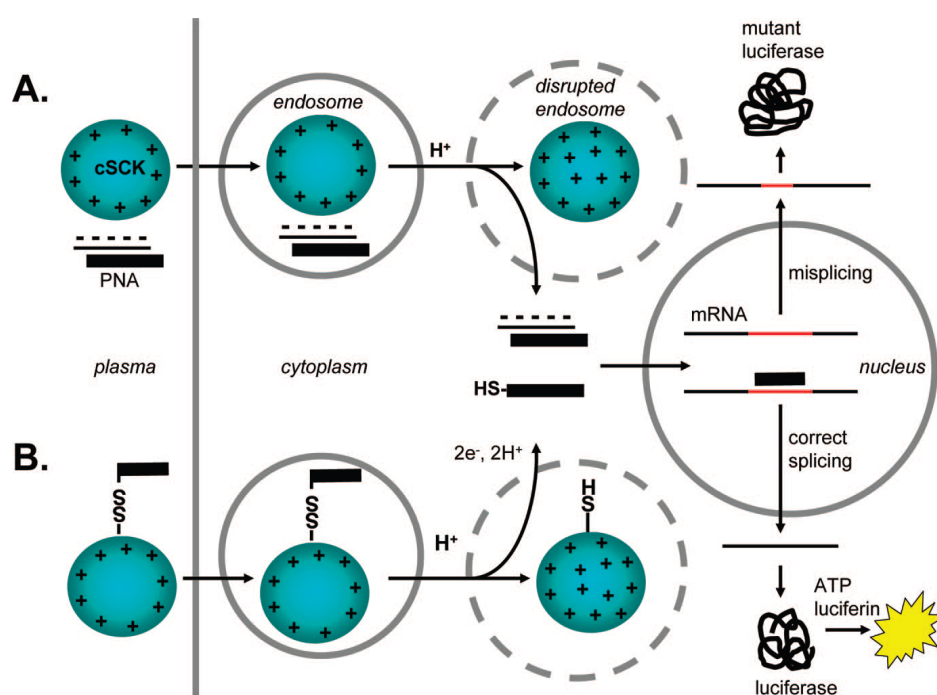 A.
cSCK
PNA
plasma
endosome
H⁺
disrupted
endosome
mutant
luciferase
misplicing
mRNA
nucleus
cytoplasm
HS-
correct
splicing
B.
S
S
S
S
H⁺
2e⁻, 2H⁺
H
S
ATP
luciferin
luciferase